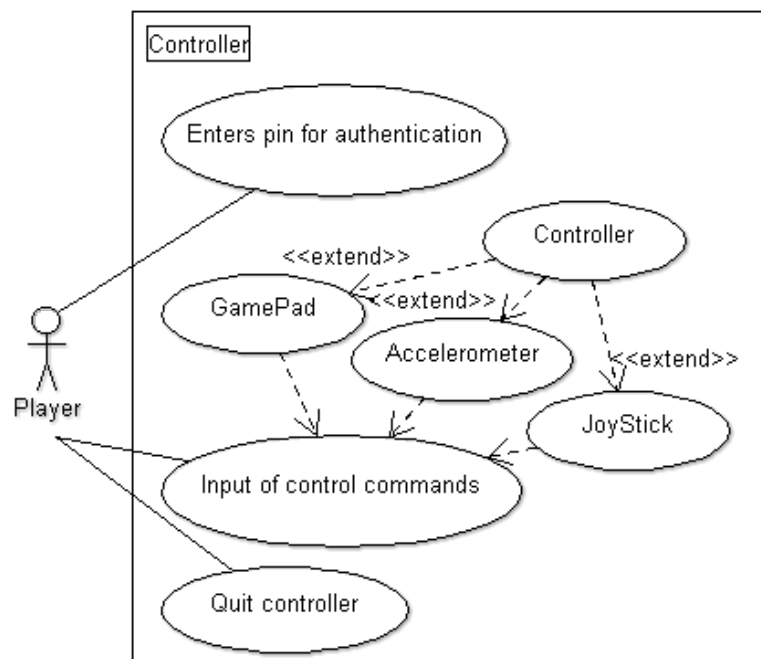 Controller
Enters pin for authentication
Controller
<<extend>>
GamePad
<<extend>>
Accelerometer
<<extend>>
Player
JoyStick
Input of control commands
Quit controller